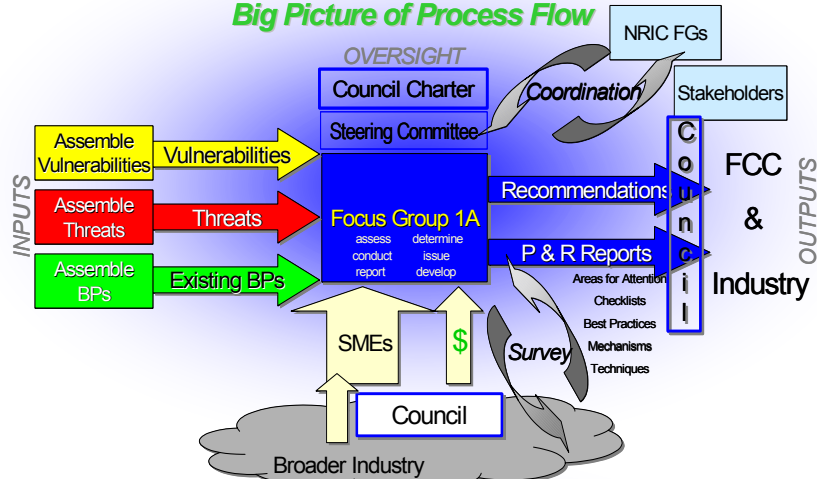 Big Picture of Process Flow
NRIC FGs
OVERSIGHT
Council Charter
Coordination
Stakeholders
Steering Committee
INPUTS
Assemble
Vulnerabilities
Vulnerabilities
Assemble
Threats
Threats
Assemble
BPs
Existing BPs
Focus Group 1A
assess determine
conduct issue
report develop
Recommendations
P & R Reports
Areas for Attention
Checklists
Best Practices
Mechanisms
Techniques
Council
FCC
&
Industry
OUTPUTS
SMEs
$
Survey
Council
Broader Industry